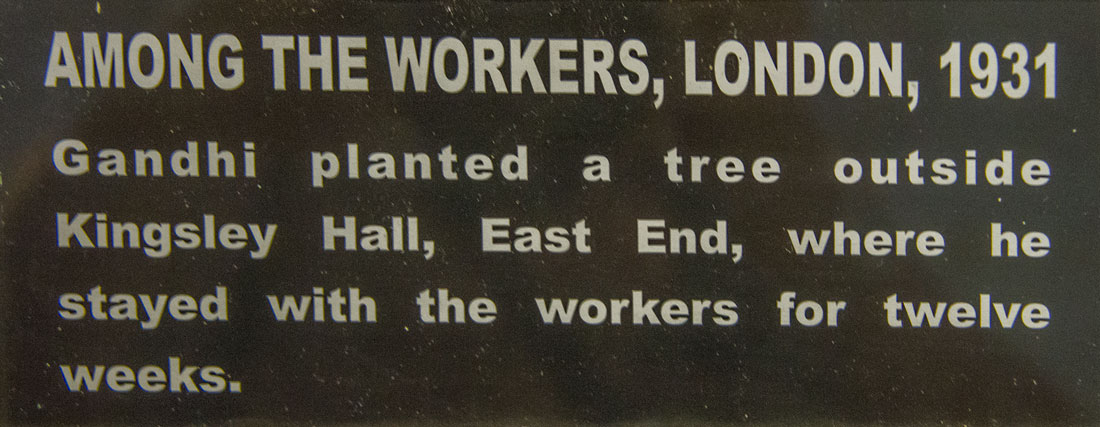 AMONG THE WORKERS, LONDON, 1931
Gandhi planted a tree outside
Kingsley Hall, East End, where he
stayed with the workers for twelve
weeks.